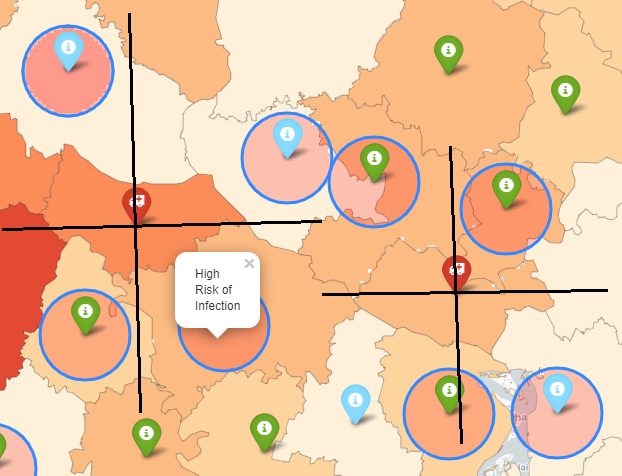 High
Risk of
Infection